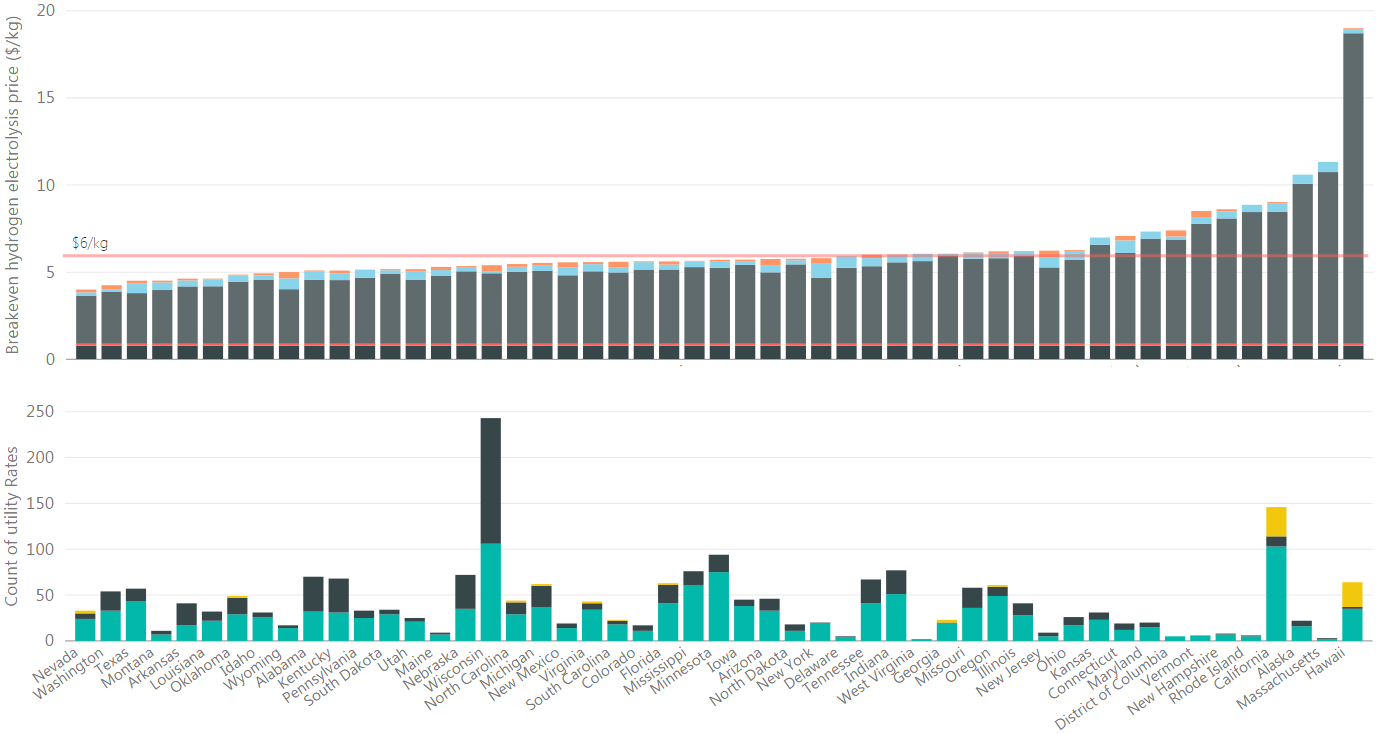 Breakeven hydrogen electrolysis price ($/kg)
20
15
10
5
0
$6/kg
Count of utility Rates
250
200
150
100
50
0
Nevada
Washington
Texas
Montana
Arkansas
Louisiana
Oklahoma
Idaho
Wyoming
Alabama
Kentucky
Pennsylvania
South Dakota
Utah
Maine
Nebraska
Wisconsin
North Carolina
Michigan
New Mexico
Virginia
South Carolina
Colorado
Florida
Mississippi
Minnesota
Iowa
Arizona
North Dakota
New York
Delaware
Tennessee
Indiana
West Virginia
Georgia
Missouri
Oregon
Illinois
New Jersey
Ohio
Kansas
Connecticut
Maryland
District of Columbia
Vermont
New Hampshire
Rhode Island
California
Alaska
Massachusetts
Hawaii